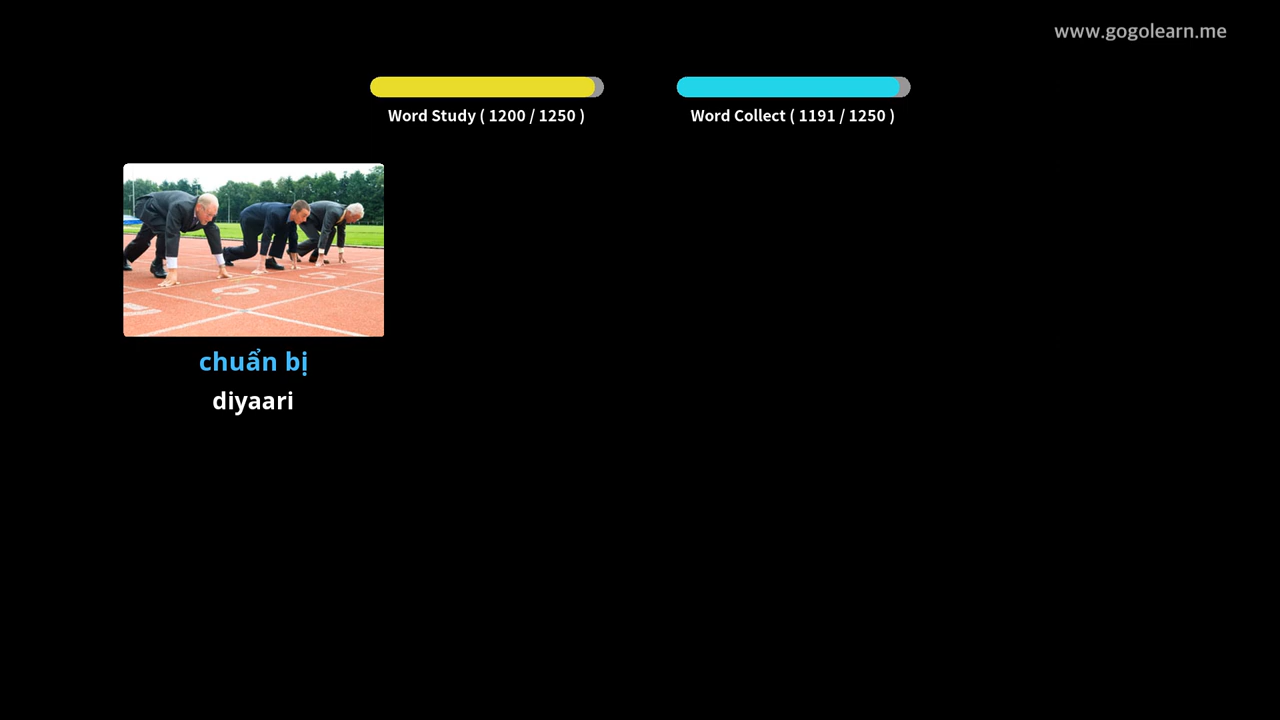 www.gogolearn.me
Word Study ( 1200 / 1250 )
Word Collect ( 1191 / 1250 )
chuẩn bị
diyaari